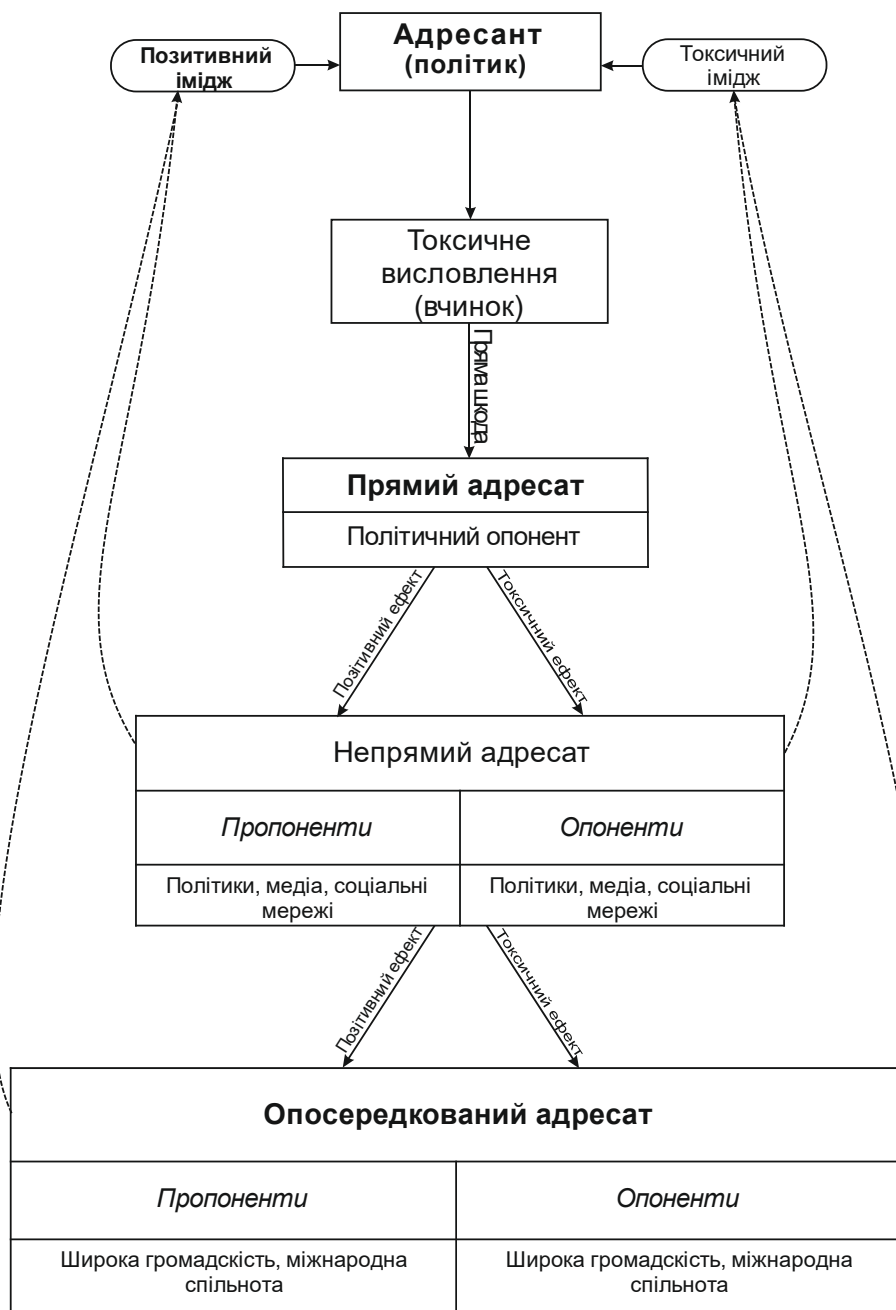 Адресант
(політик)
Позитивний
імідж
Токсичний
імідж
Токсичне
висловлення
(вчинок)
Пряма шкода
Прямий адресат
Політичний опонент
Позітивний ефект
Токсичний ефект
Непрямий адресат
Пропоненти
Опоненти
Політики, медіа, соціальні
мережі
Політики, медіа, соціальні
мережі
Позітивний ефект
Токсичний ефект
Опосередкований адресат
Пропоненти
Опоненти
Широка громадскість, міжнародна
спільнота
Широка громадскість, міжнародна
спільнота